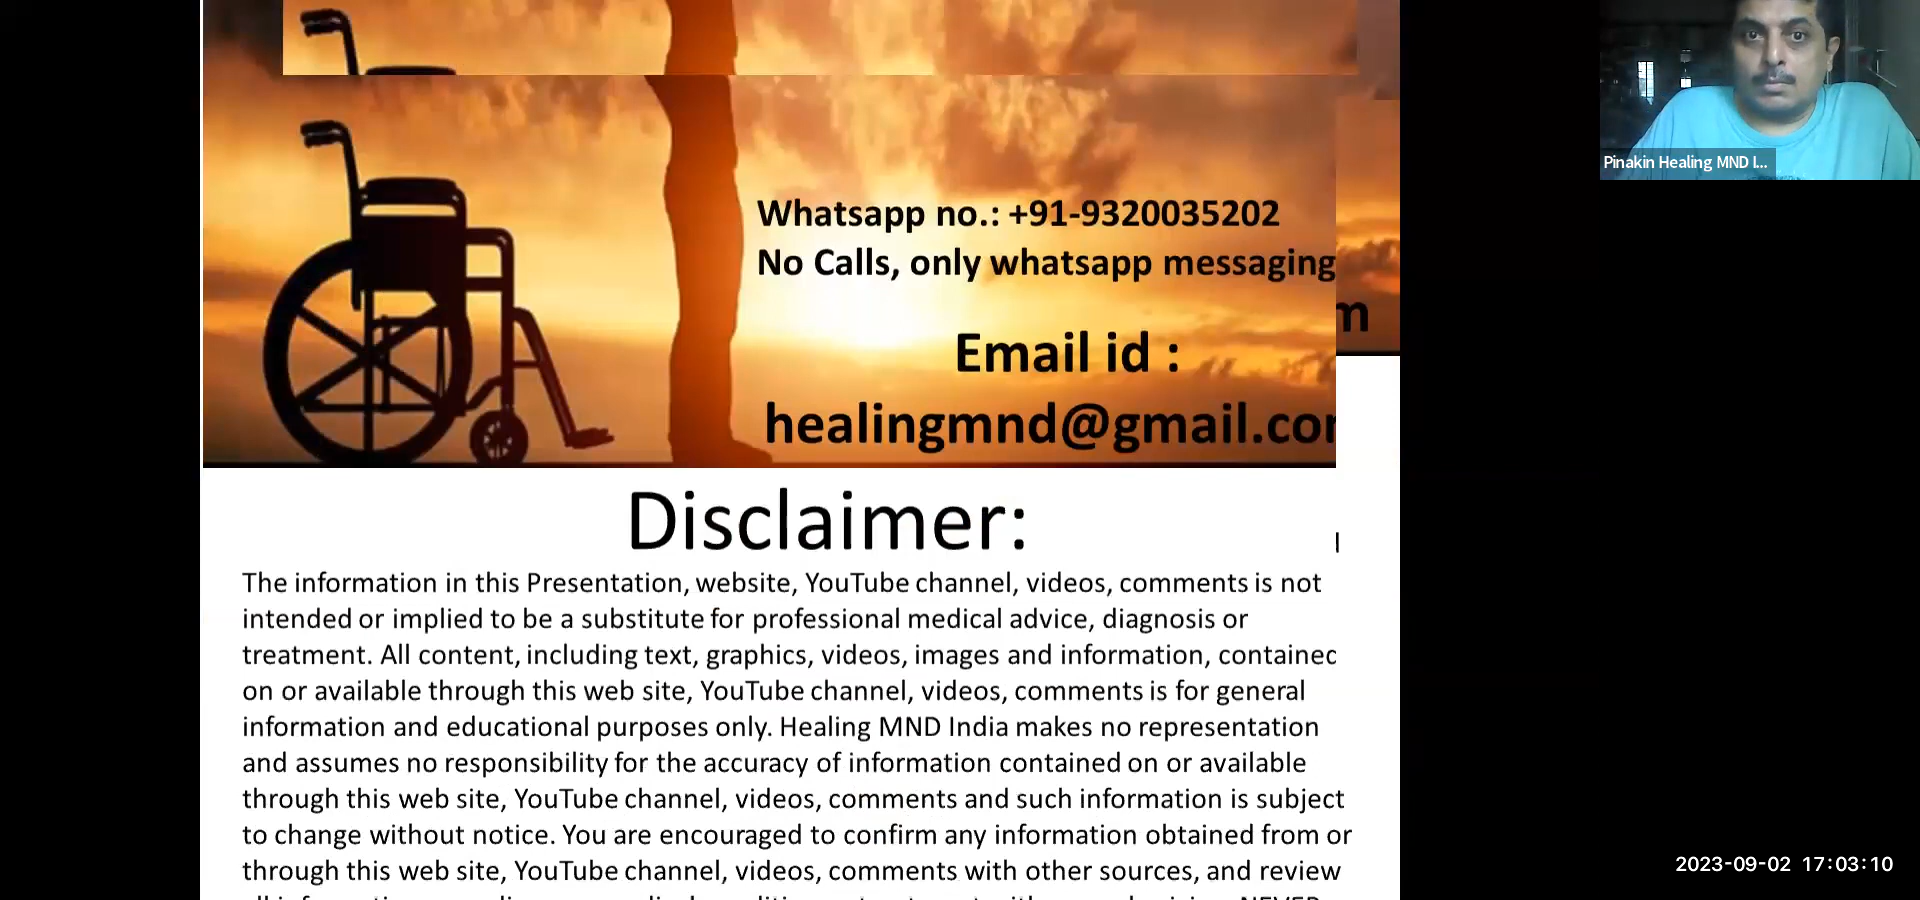 Whatsapp no.: +91-9320035202
No Calls, only whatsapp messaging
m
Email id :
healingmnd@gmail.co
Disclaimer:
The information in this Presentation, website, YouTube channel, videos, comments is not
intended or implied to be a substitute for professional medical advice, diagnosis or
treatment. All content, including text, graphics, videos, images and information, contained
on or available through this web site, YouTube channel, videos, comments is for general
information and educational purposes only. Healing MND India makes no representation
and assumes no responsibility for the accuracy of information contained on or available
through this web site, YouTube channel, videos, comments and such information is subject
to change without notice. You are encouraged to confirm any information obtained from or
through this web site, YouTube channel, videos, comments with other sources, and review
Pinakin Healing MND I...
2023-09-02 17:03:10